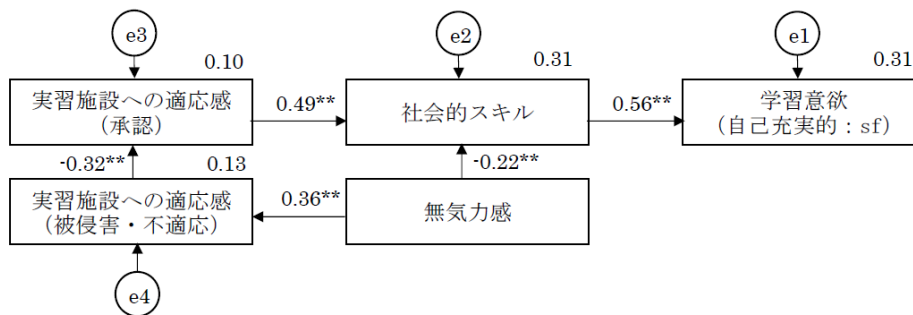 e3
e2
e1
0.10
0.31
0.31
実習施設への適応感
（承認）
0.49**
社会的スキル
0.56**
学習意欲
（自己充実的：sf）
-0.32**
0.13
-0.22**
実習施設への適応感
（被侵害・不適応）
0.36**
無気力感
e4